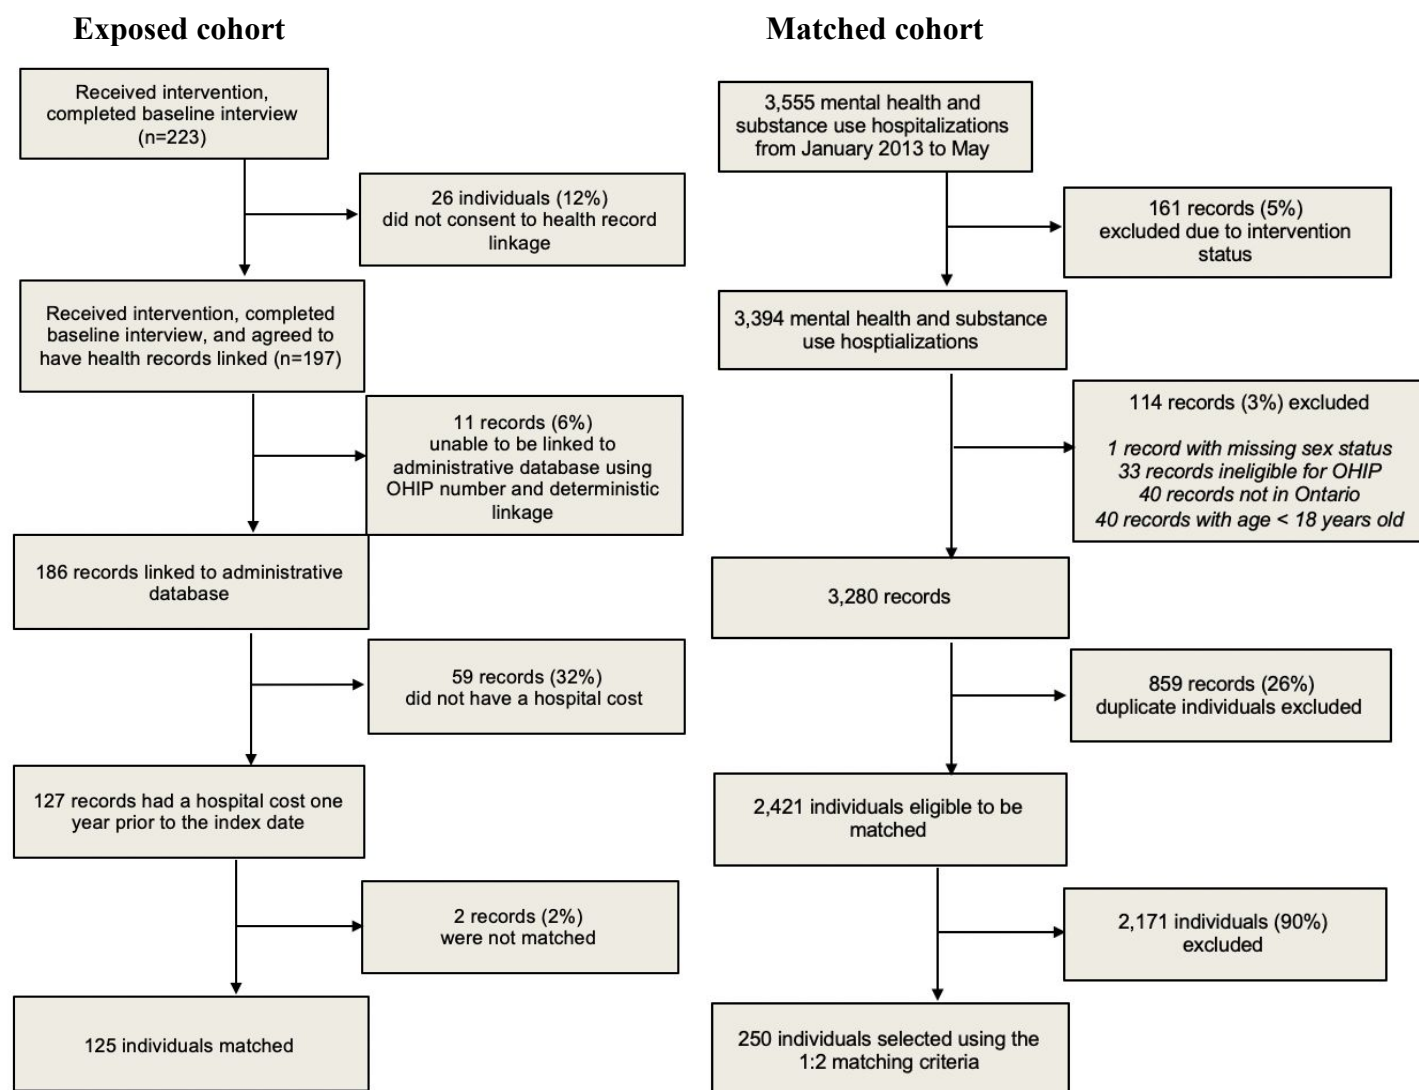 Exposed cohort
Received intervention,
completed baseline interview
(n=223)
26 individuals (12%)
did not consent to health record
linkage
Received intervention, completed
baseline interview, and agreed to
have health records linked (n=197)
11 records (6%)
unable to be linked to
administrative database using
OHIP number and deterministic
linkage
186 records linked to administrative
database
59 records (32%)
did not have a hospital cost
127 records had a hospital cost one
year prior to the index date
2 records (2%)
were not matched
125 individuals matched
Matched cohort
3,555 mental health and
substance use hospitalizations
from January 2013 to May
161 records (5%)
excluded due to intervention
status
3,394 mental health and substance
use hosptializations
114 records (3%) excluded
1 record with missing sex status
33 records ineligible for OHIP
40 records not in Ontario
40 records with age < 18 years old
3,280 records
859 records (26%)
duplicate individuals excluded
2,421 individuals eligible to be
matched
2,171 individuals (90%)
excluded
250 individuals selected using the
1:2 matching criteria